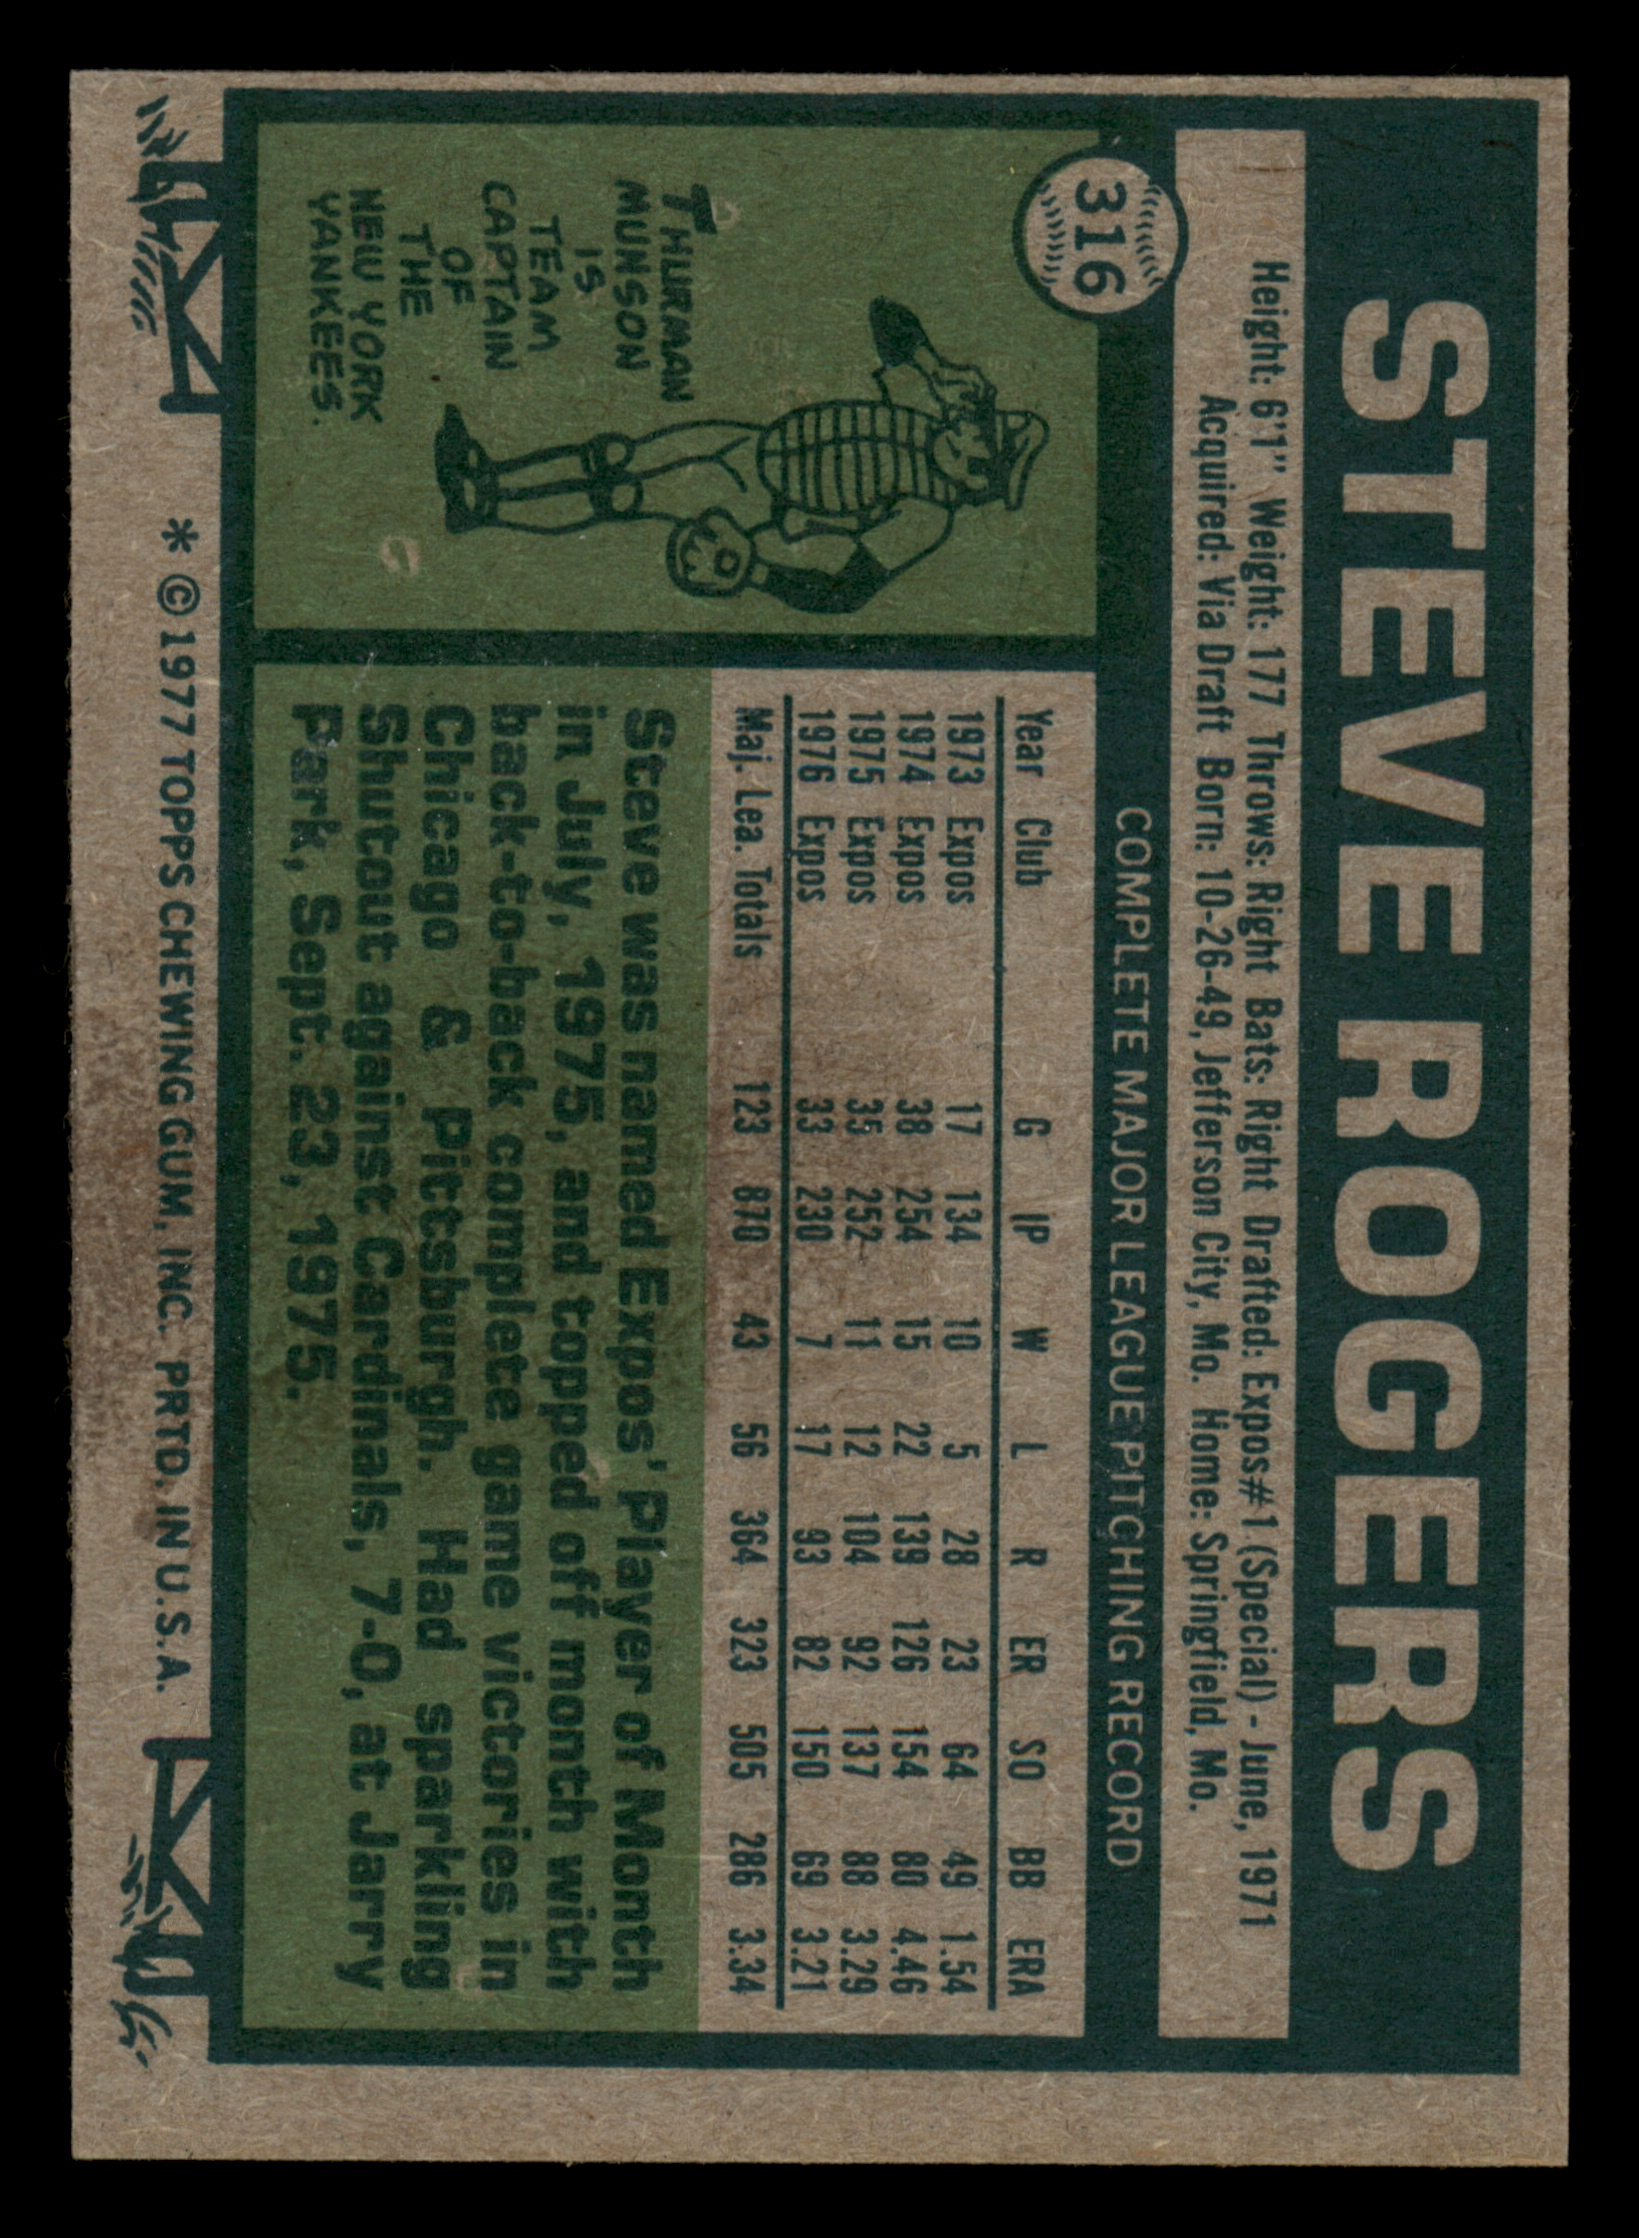 STEVE ROGERS
Height: 6'1" Weight: 177 Throws: Right Bats: Right Drafted: Expos#1 (Special) - June, 1971
Acquired: Via Draft Born: 10-26-49, Jefferson City, Mo. Home: Springfield, Mo.
316
COMPLETE MAJOR LEAGUE PITCHING RECORD
THURMAN
MUNSON
IS
TEAM
CAPTAIN
OF
THE
NEW YORK
YANKEES.
Year Club G IP W L R ER SO BB ERA
1973 Expos 17 134 10 5 28 23 64 49 1.54
1974 Expos 38 254 15 22 139 126 154 80 4.46
1975 Expos 35 252 11 12 104 92 137 88 3.29
1976 Expos 33 230 7 17 93 82 150 69 3.21
Maj. Lea. Totals 123 870 43 56 364 323 505 286 3.34
Steve was named Expos' Player of Month
in July, 1975, and topped off month with
back-to-back complete game victories in
Chicago & Pittsburgh. Had sparkling
Shutout against Cardinals, 7-0, at Jarry
Park, Sept. 23, 1975.
* © 1977 TOPPS CHEWING GUM, INC. PRTD. IN U.S.A.